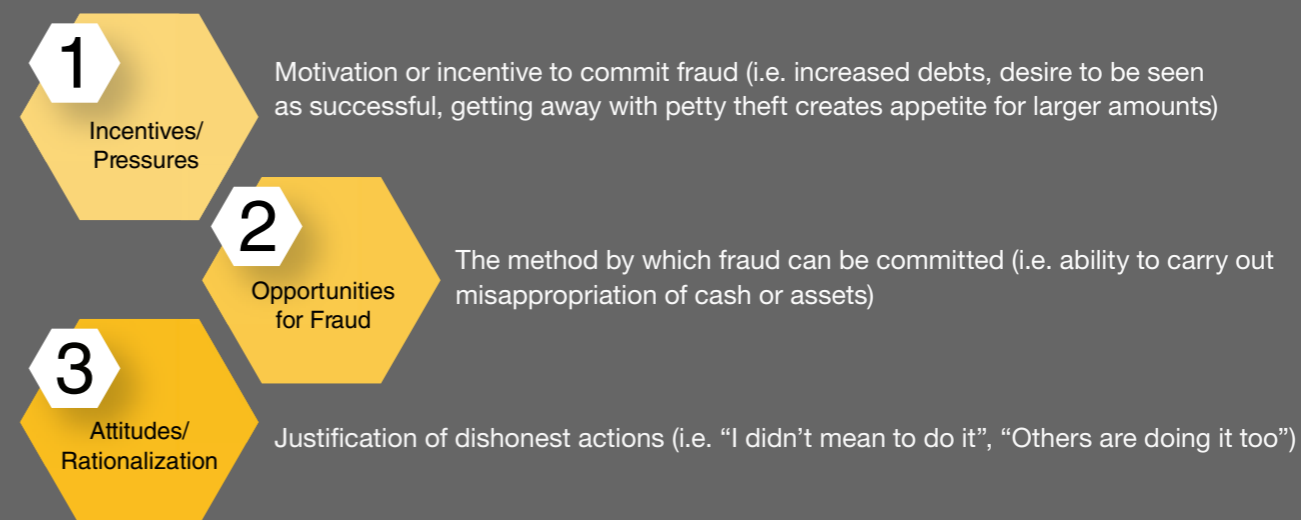 1
Incentives/
Pressures
Motivation or incentive to commit fraud (i.e. increased debts, desire to be seen
as successful, getting away with petty theft creates appetite for larger amounts)
2
Opportunities
for Fraud
The method by which fraud can be committed (i.e. ability to carry out
misappropriation of cash or assets)
3
Attitudes/
Rationalization
Justification of dishonest actions (i.e. “I didn’t mean to do it”, “Others are doing it too”)